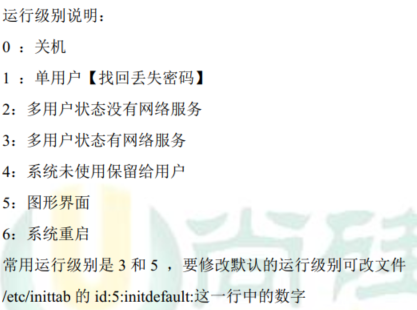 运行级别说明：
0 ：关机
1 ：单用户【找回丢失密码】
2：多用户状态没有网络服务
3：多用户状态有网络服务
4：系统未使用保留给用户
5：图形界面
6：系统重启
常用运行级别是 3 和 5 ，要修改默认的运行级别可改文件
/etc/inittab 的 id:5:initdefault:这一行中的数字
尚硅